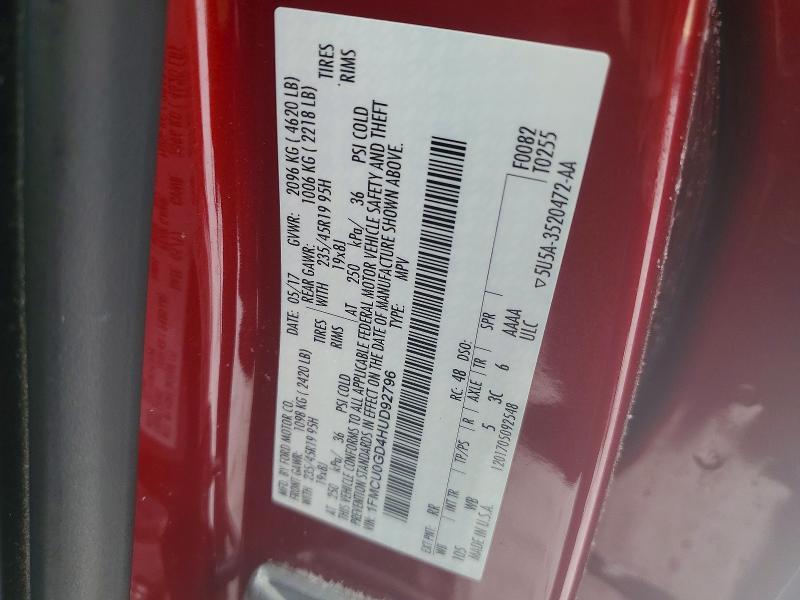 MFD. BY FORD MOTOR CO.
DATE: 05/17 GVWR: 2096 KG ( 4620 LB)
FRONT GAWR: 1098 KG ( 2420 LB) REAR GAWR: 1006 KG ( 2218 LB)
WITH 235/45R19 95H TIRES WITH 235/45R19 95H TIRES
19x8J RIMS 19x8J RIMS
AT 250 kPa/ 36 PSI COLD AT 250 kPa/ 36 PSI COLD
THIS VEHICLE CONFORMS TO ALL APPLICABLE FEDERAL MOTOR VEHICLE SAFETY AND THEFT
PREVENTION STANDARDS IN EFFECT ON THE DATE OF MANUFACTURE SHOWN ABOVE.
VIN: 1FMCU0GD4HUD92796 TYPE: MPV
F0082
T0255
EXT PNT: RR RC: 48 DSO:
WB INT TR TP/PS R AXLE TR SPR
105 WB 5 3C 6 AAAA
MADE IN U.S.A. 1201705092548 ULC
▽5U5A-3520472-AA